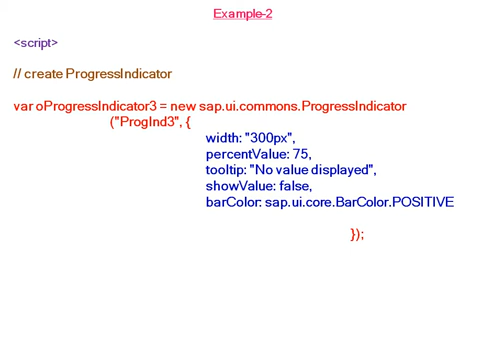 Example-2
<script>
// create ProgressIndicator
var oProgressIndicator3 = new sap.ui.commons.ProgressIndicator
("ProgInd3", {
width: "300px",
percentValue: 75,
tooltip: "No value displayed",
showValue: false,
barColor: sap.ui.core.BarColor.POSITIVE
});